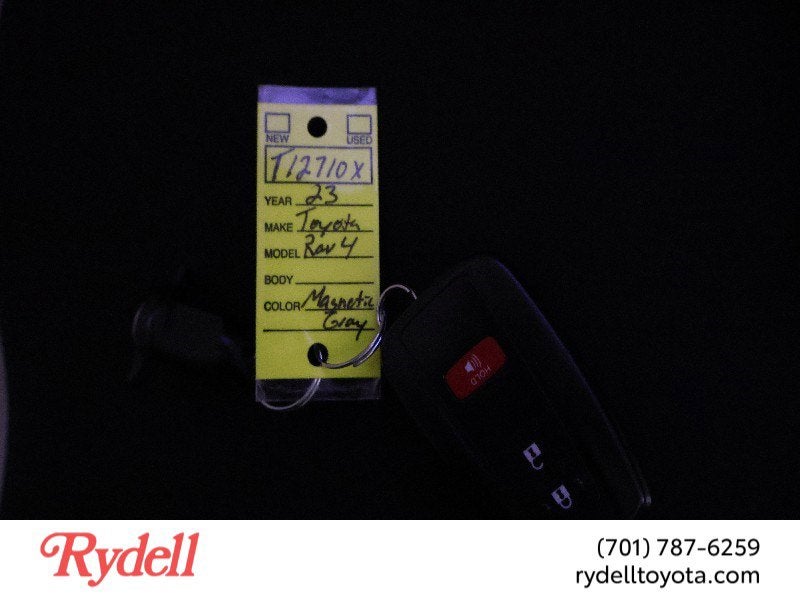 NEW USED
T12710X
YEAR 23
MAKE Toyota
MODEL Rav 4
BODY
COLOR Magnetic
Gray
HOLD
Rydell
(701) 787-6259
rydelltoyota.com